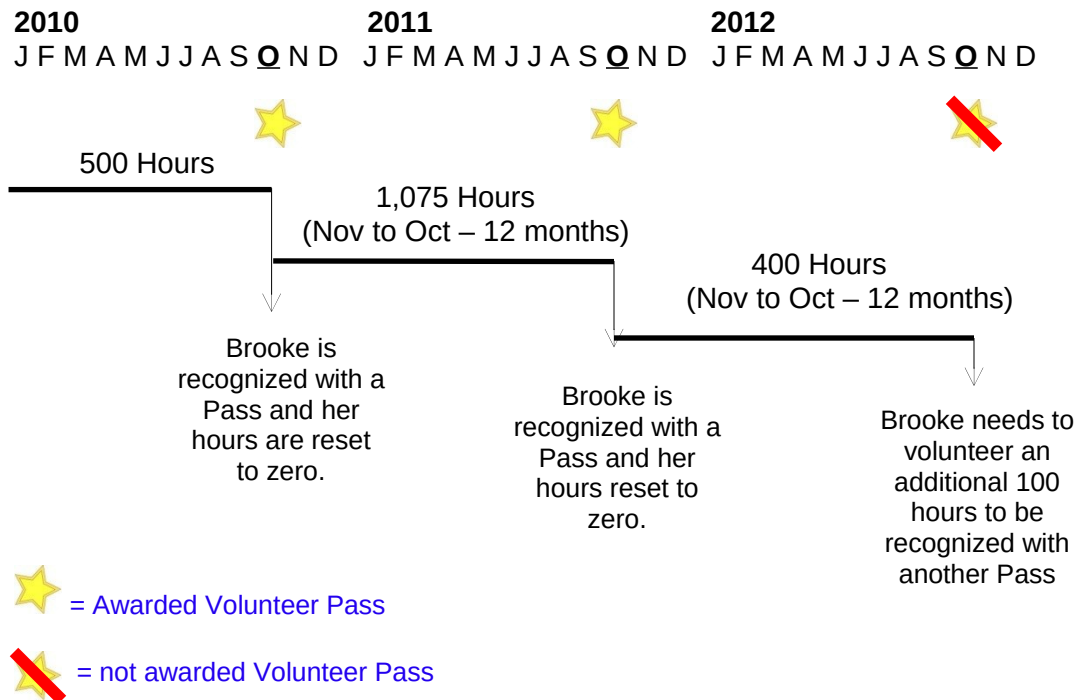 2010 2011 2012
J F M A M J J A S O N D J F M A M J J A S O N D J F M A M J J A S O N D
500 Hours
1,075 Hours
(Nov to Oct – 12 months)
400 Hours
(Nov to Oct – 12 months)
Brooke is
recognized with a
Pass and her
hours are reset
to zero.
Brooke is
recognized with a
Pass and her
hours reset to
zero.
Brooke needs to
volunteer an
additional 100
hours to be
recognized with
another Pass
= Awarded Volunteer Pass
= not awarded Volunteer Pass